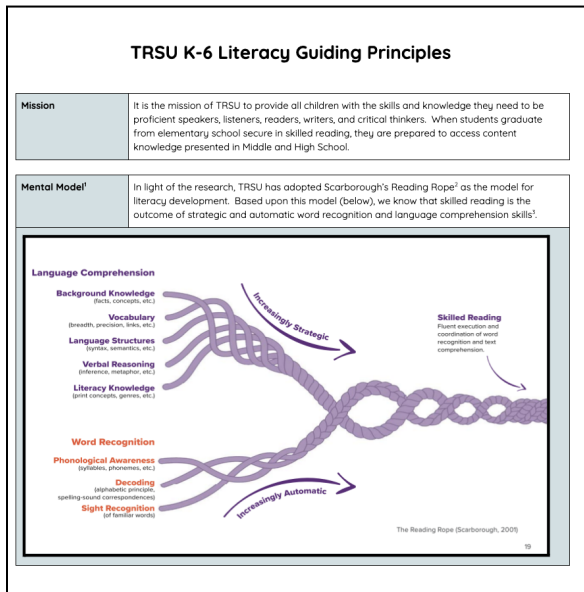 TRSU K-6 Literacy Guiding Principles
Mission
It is the mission of TRSU to provide all children with the skills and knowledge they need to be
proficient speakers, listeners, readers, writers, and critical thinkers. When students graduate
from elementary school secure in skilled reading, they are prepared to access content
knowledge presented in Middle and High School.
Mental Model¹
In light of the research, TRSU has adopted Scarborough's Reading Rope² as the model for
literacy development. Based upon this model (below), we know that skilled reading is the
outcome of strategic and automatic word recognition and language comprehension skills³.
Language Comprehension
Background Knowledge
(facts, concepts, etc.)
Vocabulary
(breadth, precision, links, etc.)
Language Structures
(syntax, semantics, etc.)
Verbal Reasoning
(inference, metaphor, etc.)
Literacy Knowledge
(print concepts, genres, etc.)
Increasingly Strategic
Skilled Reading
Fluent execution and
coordination of word
recognition and text
comprehension.
Word Recognition
Phonological Awareness
(syllables, phonemes, etc.)
Decoding
(alphabetic principle,
spelling-sound correspondences)
Sight Recognition
(of familiar words)
Increasingly Automatic
The Reading Rope (Scarborough, 2001)
19